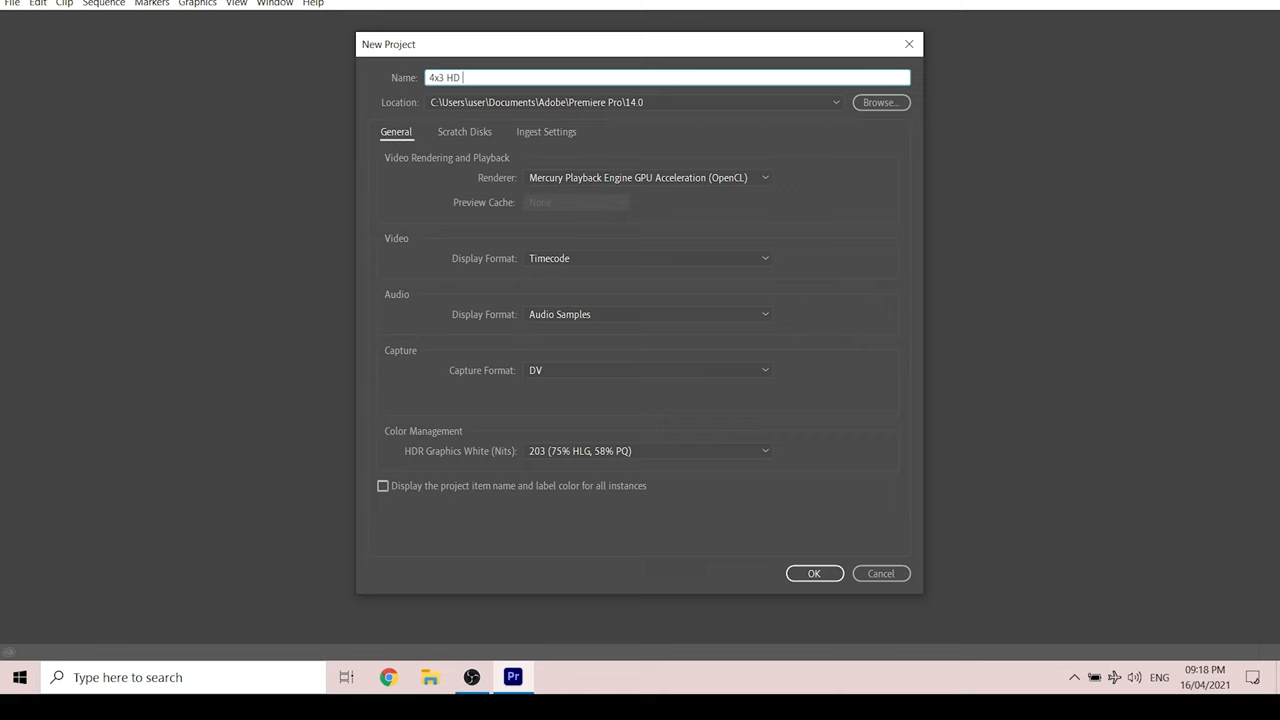 File Edit Clip Sequence Markers Graphics View Window Help
New Project
Name: 4x3 HD
Location: C:\Users\user\Documents\Adobe\Premiere Pro\14.0 Browse...
General Scratch Disks Ingest Settings
Video Rendering and Playback
Renderer: Mercury Playback Engine GPU Acceleration (OpenCL)
Preview Cache: None
Video
Display Format: Timecode
Audio
Display Format: Audio Samples
Capture
Capture Format: DV
Color Management
HDR Graphics White (Nits): 203 (75% HLG, 58% PQ)
Display the project item name and label color for all instances
OK Cancel
Type here to search Pr ENG 09:18 PM
16/04/2021